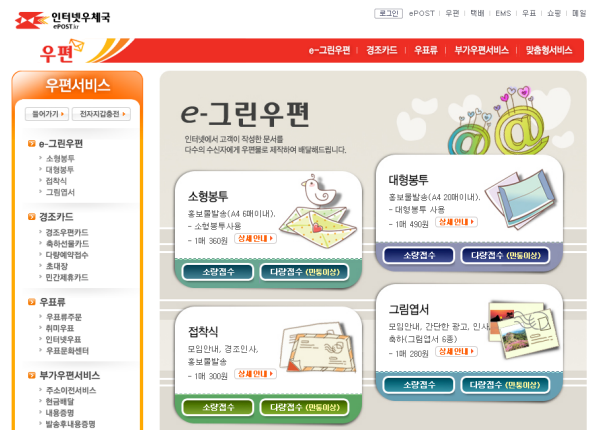 인터넷우체국
ePOST.kr
로그인 ePOST | 우편 | 택배 | EMS | 우표 | 쇼핑 | 메일
우편
e-그린우편 | 경조카드 | 우표류 | 부가우편서비스 | 맞춤형서비스
우편서비스
들어가기 전자지갑충전
e-그린우편
소형봉투
대형봉투
접착식
그림엽서
경조카드
경조우편카드
축하선물카드
다량예약접수
초대장
민간제휴카드
우표류
우표류주문
취미우표
인터넷우표
우표문화센터
부가우편서비스
주소이전서비스
현금배달
내용증명
발송후내용증명
e-그린우편
인터넷에서 고객이 작성한 문서를
다수의 수신자에게 우편물로 제작하여 배달해드립니다.
소형봉투
홍보물발송(A4 6매이내).
- 소형봉투사용
- 1매 360원 상세안내
소량접수 다량접수 (만통이상)
대형봉투
홍보물발송(A4 20매이내).
- 대형봉투 사용
- 1매 490원 상세안내
소량접수 다량접수 (만통이상)
접착식
모임안내, 경조인사,
홍보물발송
- 1매 300원 상세안내
소량접수 다량접수 (만통이상)
그림엽서
모임안내, 간단한 광고, 인사,
축하(그림엽서 6종)
- 1매 280원 상세안내
소량접수 다량접수 (만통이상)